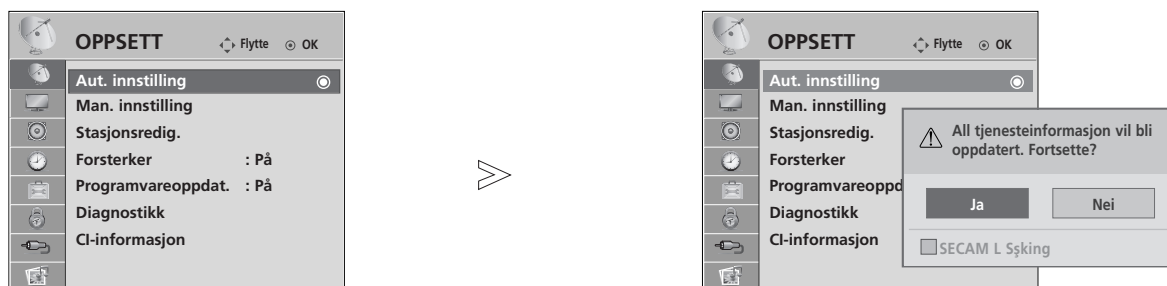 OPPSETT
Flytte
OK
Aut. innstilling
Man. innstilling
Stasjonsredig.
Forsterker : På
Programvareoppdat. : På
Diagnostikk
CI-informasjon
OPPSETT
Flytte
OK
Aut. innstilling
Man. innstilling
Stasjonsredig.
Forsterker
Programvareoppd
Diagnostikk
CI-informasjon
All tjenesteinformasjon vil bli
oppdatert. Fortsette?
Ja
Nei
SECAM L Sşking